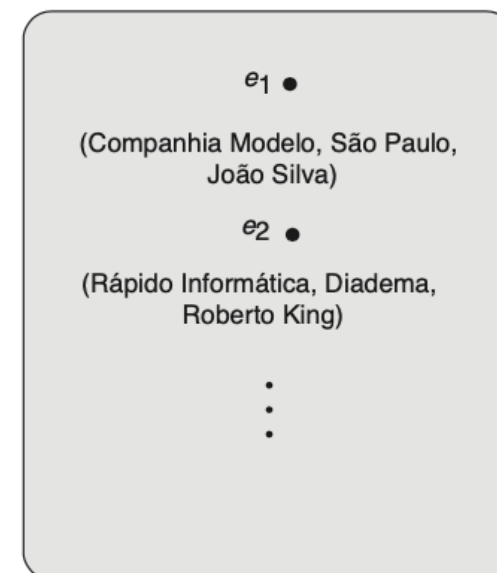 e1
(Companhia Modelo, São Paulo,
João Silva)
e2
(Rápido Informática, Diadema,
Roberto King)